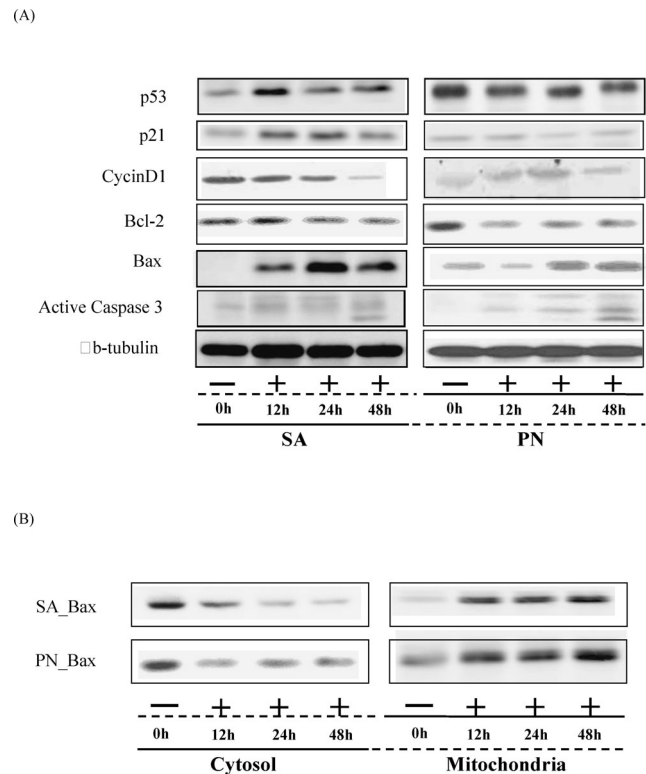 (A)
p53
p21
CycinD1
Bcl-2
Bax
Active Caspase 3
□b-tubulin
— + + + — + + +
0h 12h 24h 48h 0h 12h 24h 48h
SA PN
(B)
SA_Bax
PN_Bax
— + + + — + + +
0h 12h 24h 48h 0h 12h 24h 48h
Cytosol Mitochondria